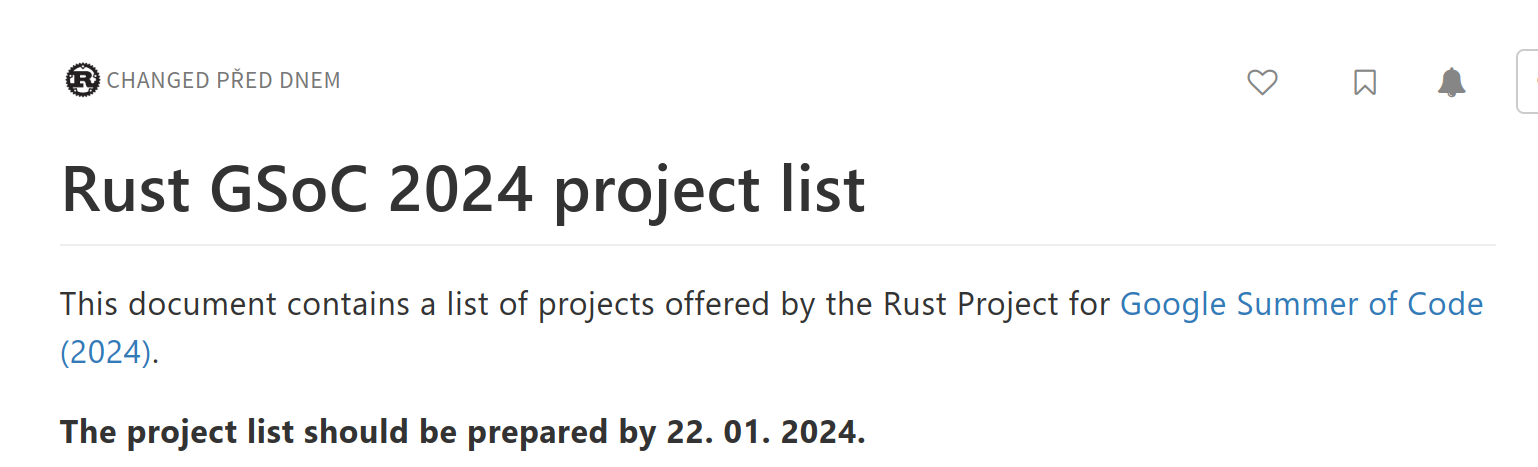 CHANGED PŘED DNEM
Rust GSoC 2024 project list
This document contains a list of projects offered by the Rust Project for Google Summer of Code
(2024).
The project list should be prepared by 22. 01. 2024.